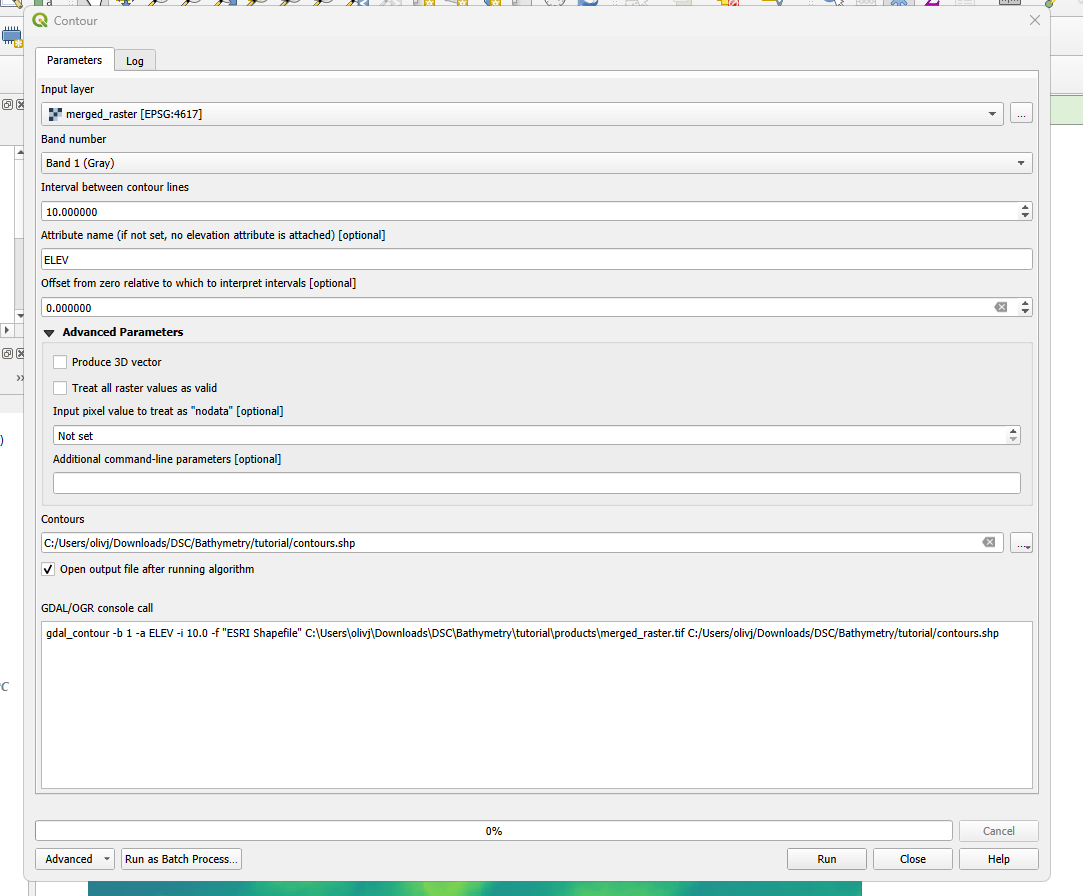 Contour
Parameters
Log
Input layer
merged_raster [EPSG:4617]
...
Band number
Band 1 (Gray)
Interval between contour lines
10.000000
Attribute name (if not set, no elevation attribute is attached) [optional]
ELEV
Offset from zero relative to which to interpret intervals [optional]
0.000000
Advanced Parameters
Produce 3D vector
Treat all raster values as valid
Input pixel value to treat as "nodata" [optional]
Not set
Additional command-line parameters [optional]
Contours
C:/Users/olivj/Downloads/DSC/Bathymetry/tutorial/contours.shp
...
Open output file after running algorithm
GDAL/OGR console call
gdal_contour -b 1 -a ELEV -i 10.0 -f "ESRI Shapefile" C:\Users\olivj\Downloads\DSC\Bathymetry\tutorial\products\merged_raster.tif C:/Users/olivj/Downloads/DSC/Bathymetry/tutorial/contours.shp
0%
Cancel
Advanced
Run as Batch Process...
Run
Close
Help